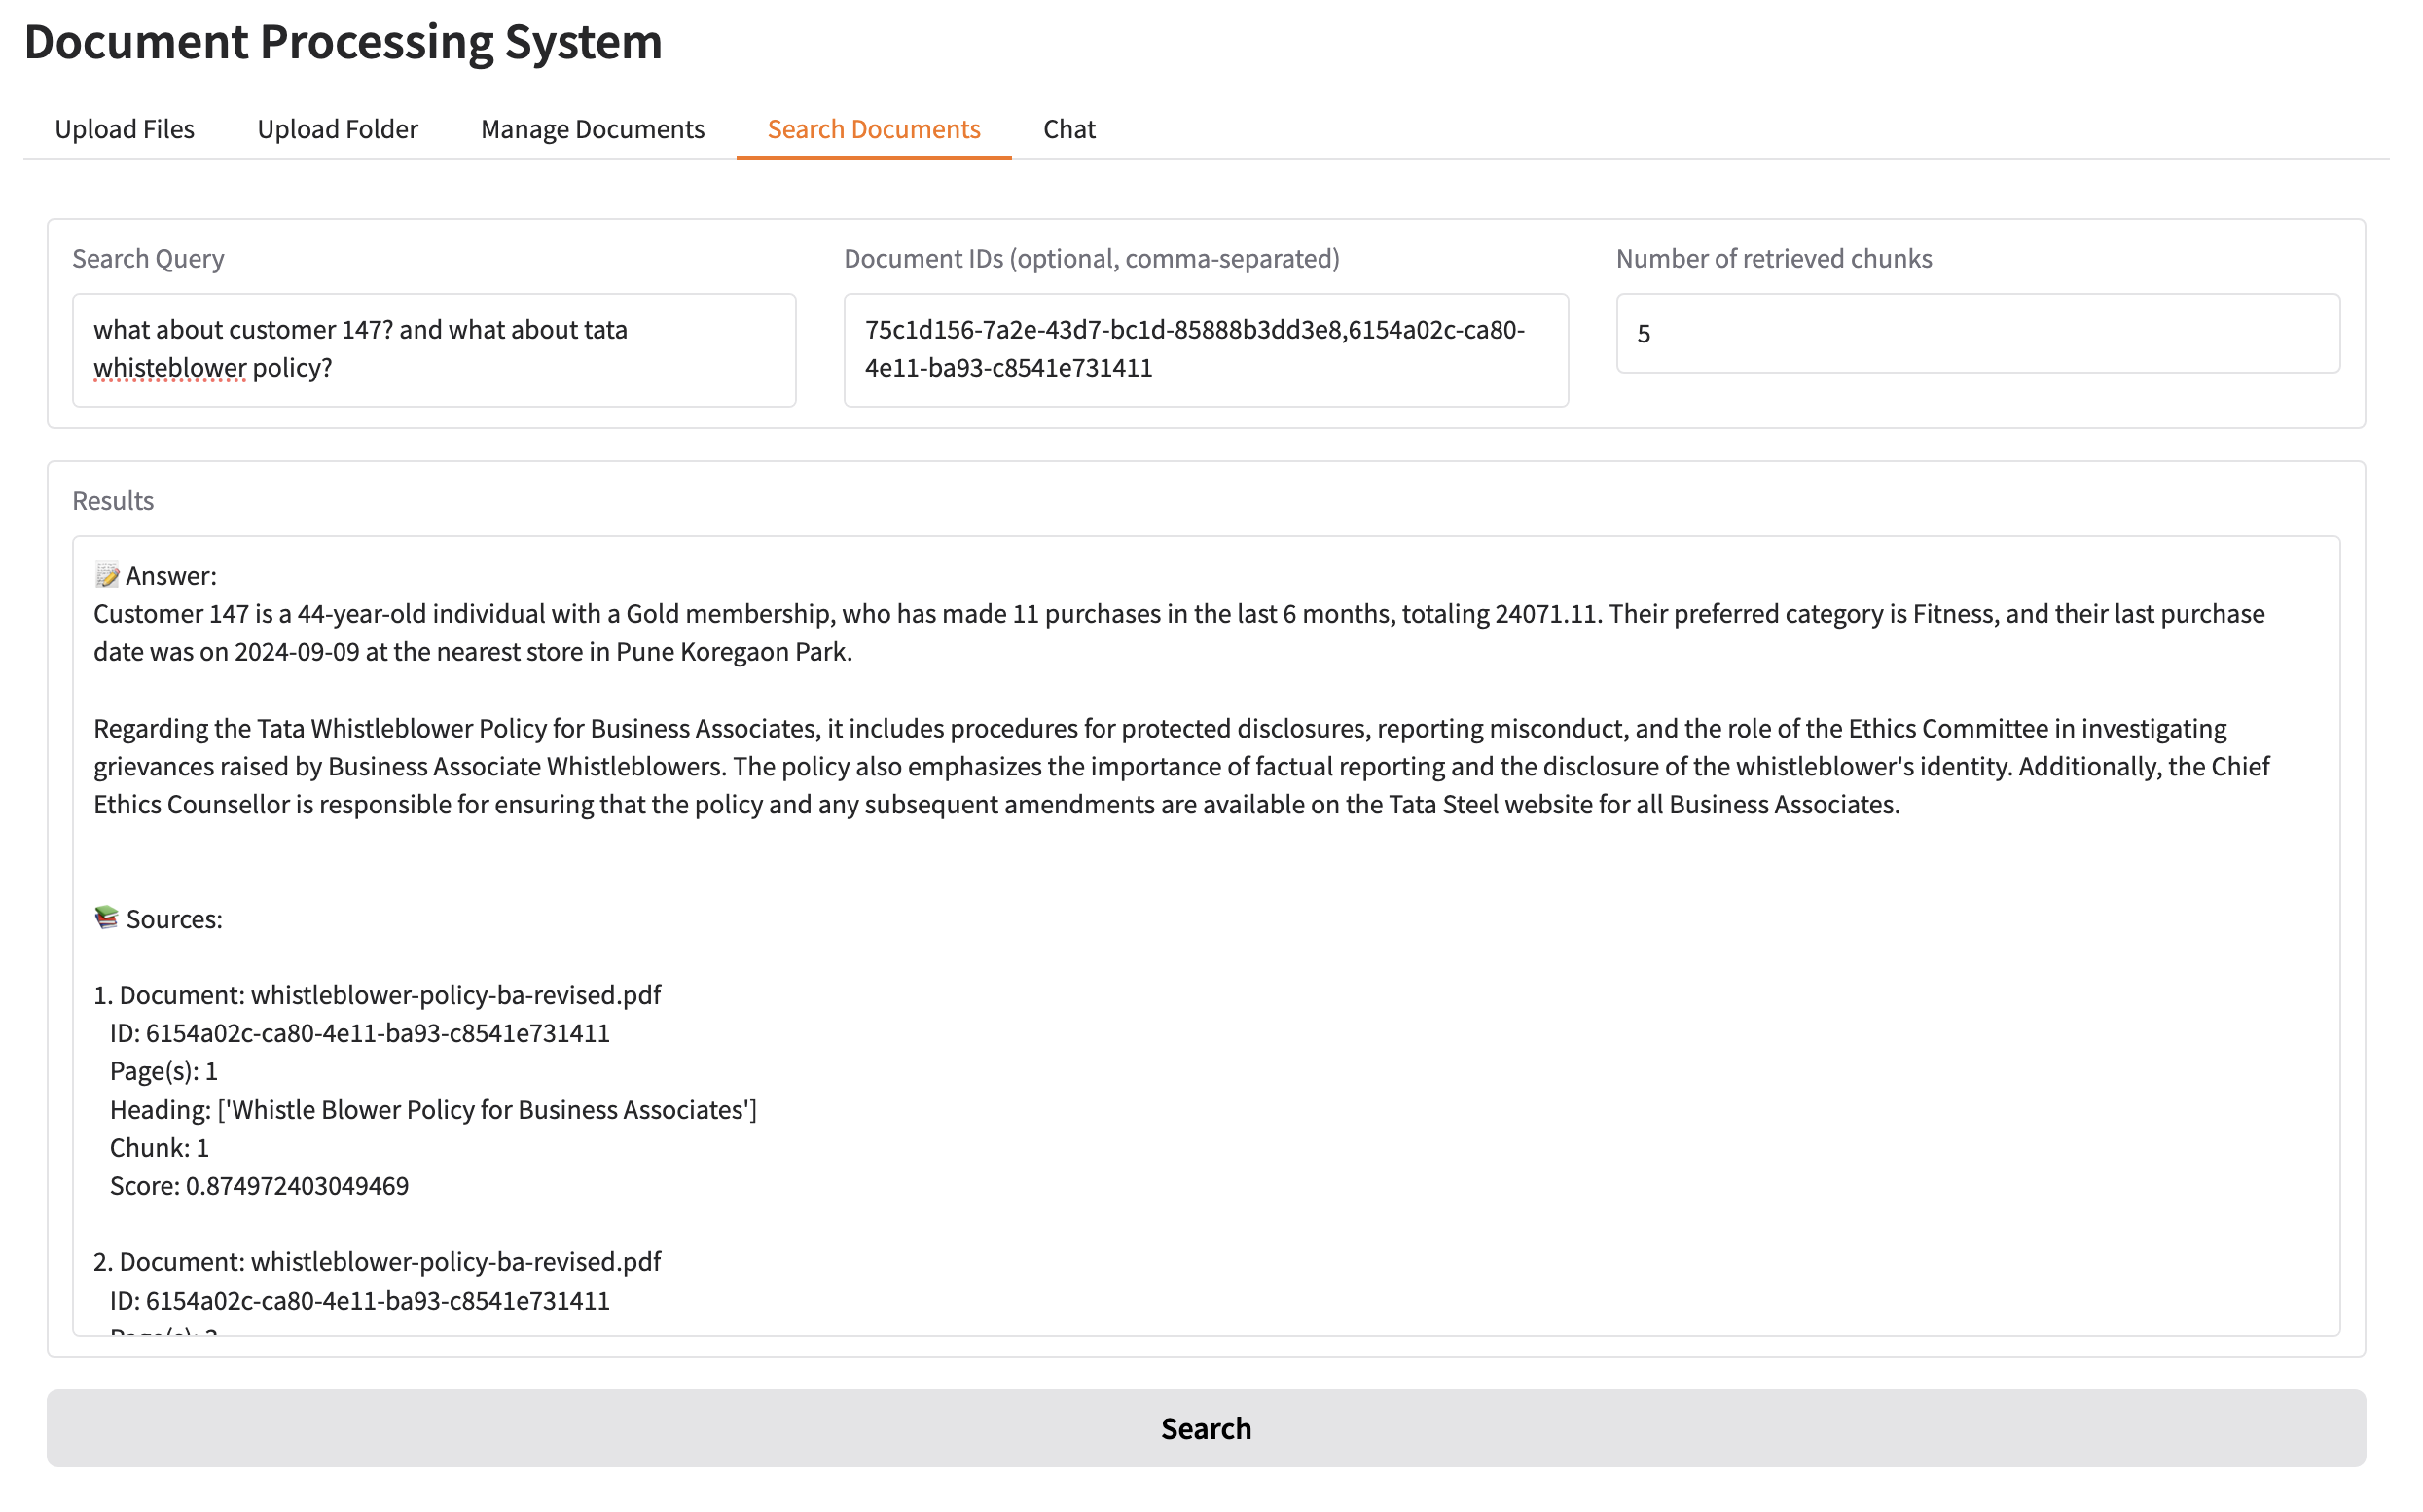 Document Processing System
Upload Files Upload Folder Manage Documents Search Documents Chat
Search Query
what about customer 147? and what about tata
whisteblower policy?
Document IDs (optional, comma-separated)
75c1d156-7a2e-43d7-bc1d-85888b3dd3e8,6154a02c-ca80-
4e11-ba93-c8541e731411
Number of retrieved chunks
5
Results
📝 Answer:
Customer 147 is a 44-year-old individual with a Gold membership, who has made 11 purchases in the last 6 months, totaling 24071.11. Their preferred category is Fitness, and their last purchase
date was on 2024-09-09 at the nearest store in Pune Koregaon Park.
Regarding the Tata Whistleblower Policy for Business Associates, it includes procedures for protected disclosures, reporting misconduct, and the role of the Ethics Committee in investigating
grievances raised by Business Associate Whistleblowers. The policy also emphasizes the importance of factual reporting and the disclosure of the whistleblower's identity. Additionally, the Chief
Ethics Counsellor is responsible for ensuring that the policy and any subsequent amendments are available on the Tata Steel website for all Business Associates.
📚 Sources:
1. Document: whistleblower-policy-ba-revised.pdf
ID: 6154a02c-ca80-4e11-ba93-c8541e731411
Page(s): 1
Heading: ['Whistle Blower Policy for Business Associates']
Chunk: 1
Score: 0.874972403049469
2. Document: whistleblower-policy-ba-revised.pdf
ID: 6154a02c-ca80-4e11-ba93-c8541e731411
Page(s):
Search